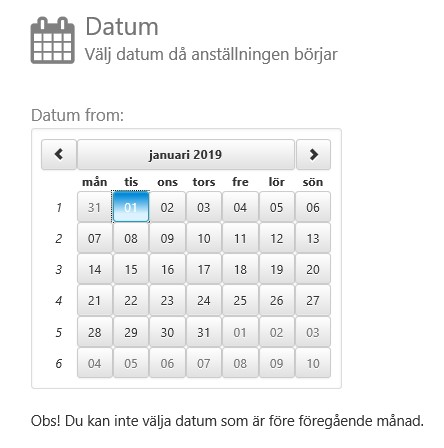 Datum
Välj datum då anställningen börjar
Datum from:
januari 2019
mån tis ons tors fre lör sön
1 31 01 02 03 04 05 06
2 07 08 09 10 11 12 13
3 14 15 16 17 18 19 20
4 21 22 23 24 25 26 27
5 28 29 30 31 01 02 03
6 04 05 06 07 08 09 10
Obs! Du kan inte välja datum som är före föregående månad.